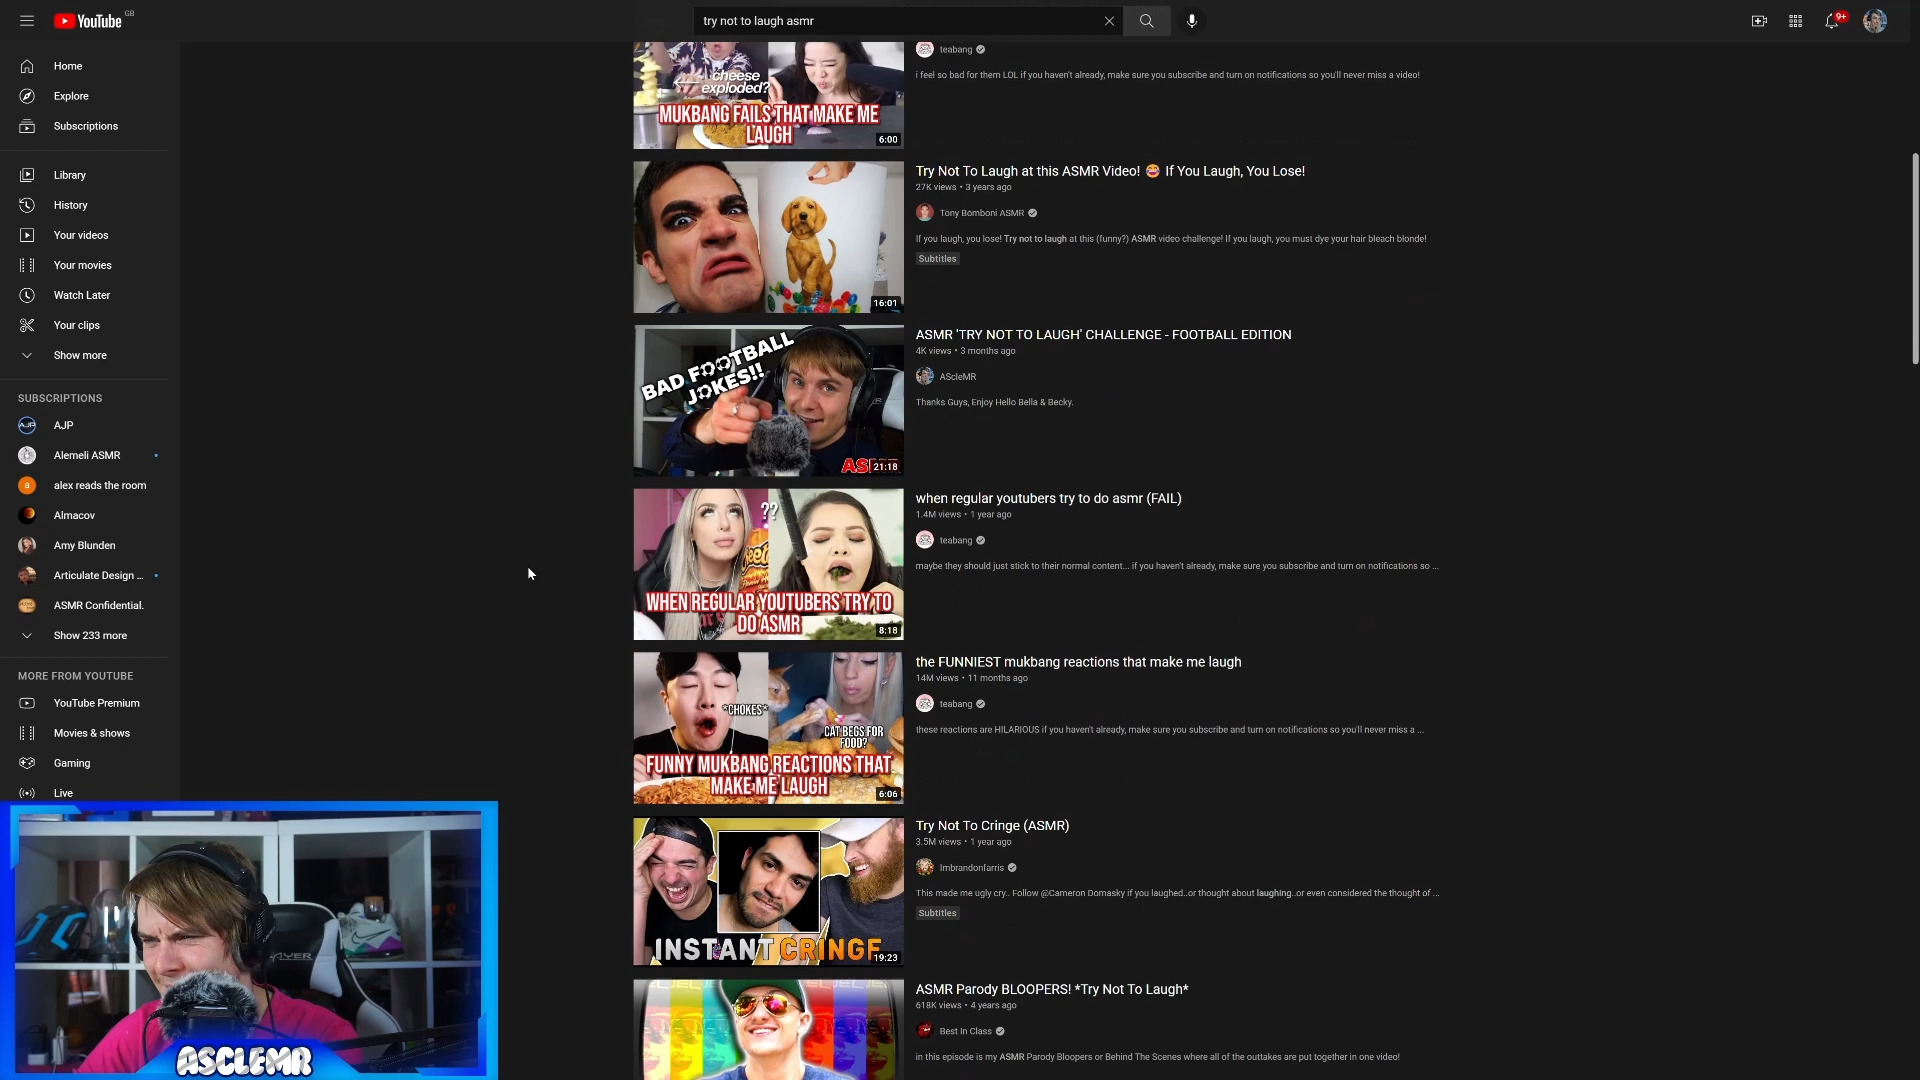 YouTube GB
try not to laugh asmr
9+
Home
Explore
Subscriptions
Library
History
Your videos
Your movies
Watch Later
Your clips
Show more
SUBSCRIPTIONS
AJP
Alemeli ASMR
alex reads the room
Almacov
Amy Blunden
Articulate Design ...
ASMR Confidential.
Show 233 more
MORE FROM YOUTUBE
YouTube Premium
Movies & shows
Gaming
Live
ASCLEMR
cheese
exploded?
MUKBANG FAILS THAT MAKE ME
LAUGH
6:00
teabang
i feel so bad for them LOL if you haven't already, make sure you subscribe and turn on notifications so you'll never miss a video!
16:01
Try Not To Laugh at this ASMR Video! 😂 If You Laugh, You Lose!
27K views • 3 years ago
Tony Bomboni ASMR
If you laugh, you lose! Try not to laugh at this (funny?) ASMR video challenge! If you laugh, you must dye your hair bleach blonde!
Subtitles
BAD FOOTBALL
JOKES!!
21:18
ASMR 'TRY NOT TO LAUGH' CHALLENGE - FOOTBALL EDITION
4K views • 3 months ago
AScleMR
Thanks Guys, Enjoy Hello Bella & Becky.
??
WHEN REGULAR YOUTUBERS TRY TO
DO ASMR
8:18
when regular youtubers try to do asmr (FAIL)
1.4M views • 1 year ago
teabang
maybe they should just stick to their normal content... if you haven't already, make sure you subscribe and turn on notifications so ...
*CHOKES*
CAT BEGS FOR
FOOD?
FUNNY MUKBANG REACTIONS THAT
MAKE ME LAUGH
6:06
the FUNNIEST mukbang reactions that make me laugh
14M views • 11 months ago
teabang
these reactions are HILARIOUS if you haven't already, make sure you subscribe and turn on notifications so you'll never miss a ...
INSTANT CRINGE
19:23
Try Not To Cringe (ASMR)
3.5M views • 1 year ago
Imbrandonfarris
This made me ugly cry.. Follow @Cameron Domasky if you laughed..or thought about laughing..or even considered the thought of ...
Subtitles
ASMR Parody BLOOPERS! *Try Not To Laugh*
618K views • 4 years ago
Best In Class
in this episode is my ASMR Parody Bloopers or Behind The Scenes where all of the outtakes are put together in one video!